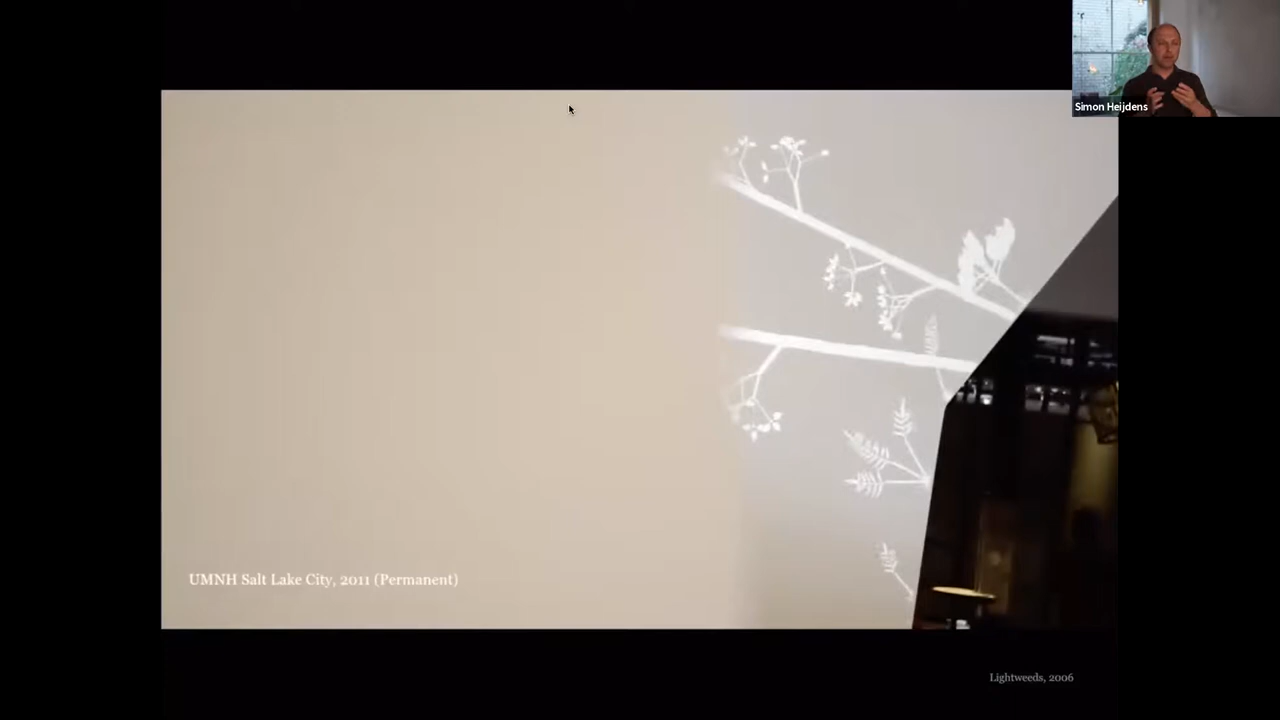 Simon Heijdens
UMNH Salt Lake City, 2011 (Permanent)
Lightweeds, 2006